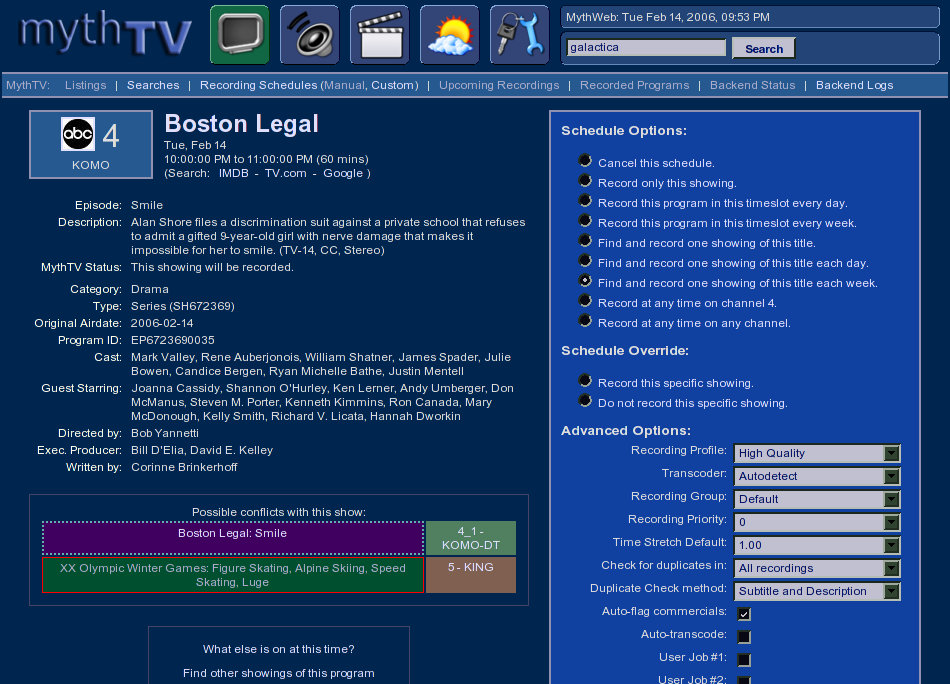 mythTV
MythWeb: Tue Feb 14, 2006, 09:53 PM
galactica
Search
MythTV: Listings | Searches | Recording Schedules (Manual, Custom) | Upcoming Recordings | Recorded Programs | Backend Status | Backend Logs
abc 4
KOMO
Boston Legal
Tue, Feb 14
10:00:00 PM to 11:00:00 PM (60 mins)
(Search: IMDB - TV.com - Google )
Episode: Smile
Description: Alan Shore files a discrimination suit against a private school that refuses
to admit a gifted 9-year-old girl with nerve damage that makes it
impossible for her to smile. (TV-14, CC, Stereo)
MythTV Status: This showing will be recorded.
Category: Drama
Type: Series (SH672369)
Original Airdate: 2006-02-14
Program ID: EP6723690035
Cast: Mark Valley, Rene Auberjonois, William Shatner, James Spader, Julie
Bowen, Candice Bergen, Ryan Michelle Bathe, Justin Mentell
Guest Starring: Joanna Cassidy, Shannon O'Hurley, Ken Lerner, Andy Umberger, Don
McManus, Steven M. Porter, Kenneth Kimmins, Ron Canada, Mary
McDonough, Kelly Smith, Richard V. Licata, Hannah Dworkin
Directed by: Bob Yannetti
Exec. Producer: Bill D'Elia, David E. Kelley
Written by: Corinne Brinkerhoff
Possible conflicts with this show:
Boston Legal: Smile
4_1 -
KOMO-DT
XX Olympic Winter Games: Figure Skating, Alpine Skiing, Speed
Skating, Luge
5 - KING
What else is on at this time?
Find other showings of this program
Schedule Options:
Cancel this schedule.
Record only this showing.
Record this program in this timeslot every day.
Record this program in this timeslot every week.
Find and record one showing of this title.
Find and record one showing of this title each day.
Find and record one showing of this title each week.
Record at any time on channel 4.
Record at any time on any channel.
Schedule Override:
Record this specific showing.
Do not record this specific showing.
Advanced Options:
Recording Profile: High Quality
Transcoder: Autodetect
Recording Group: Default
Recording Priority: 0
Time Stretch Default: 1.00
Check for duplicates in: All recordings
Duplicate Check method: Subtitle and Description
Auto-flag commercials:
Auto-transcode:
User Job #1:
User Job #2: